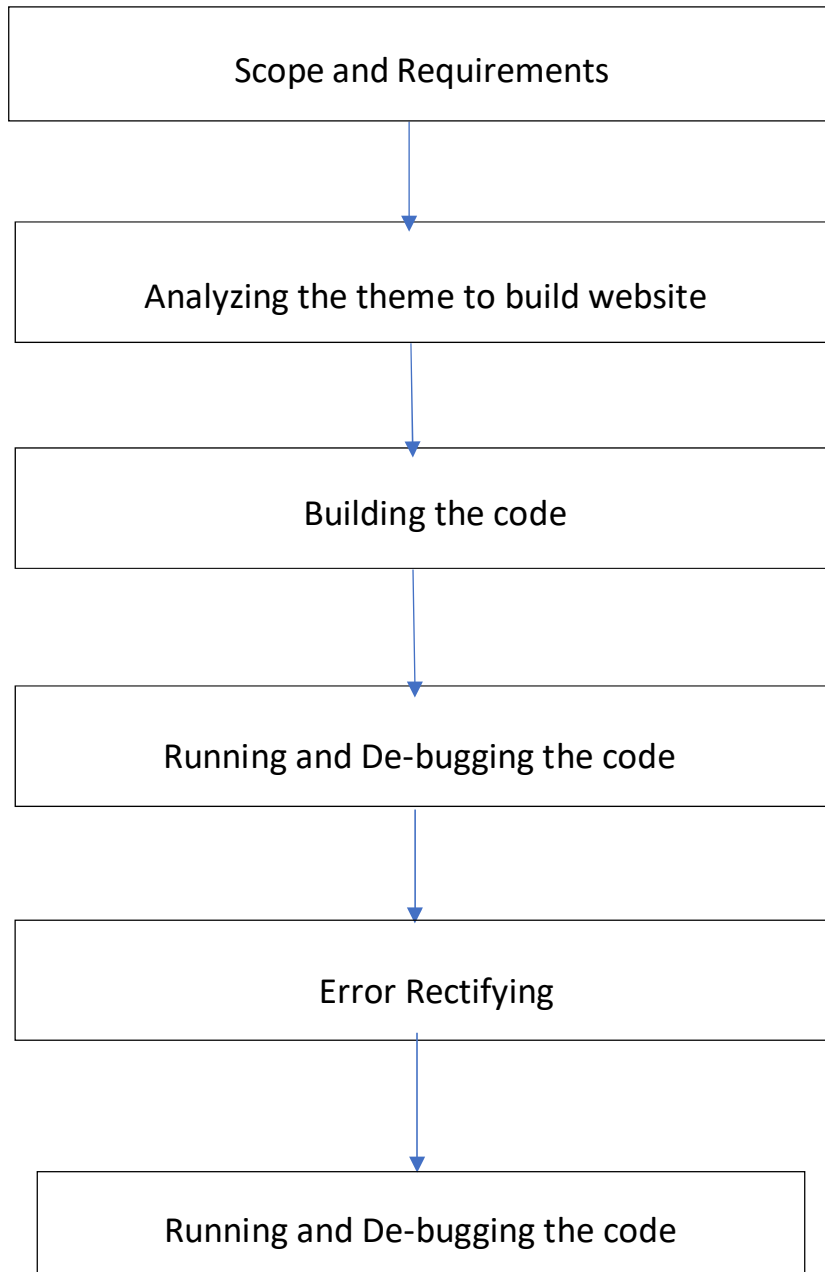 Scope and Requirements
Analyzing the theme to build website
Building the code
Running and De-bugging the code
Error Rectifying
Running and De-bugging the code